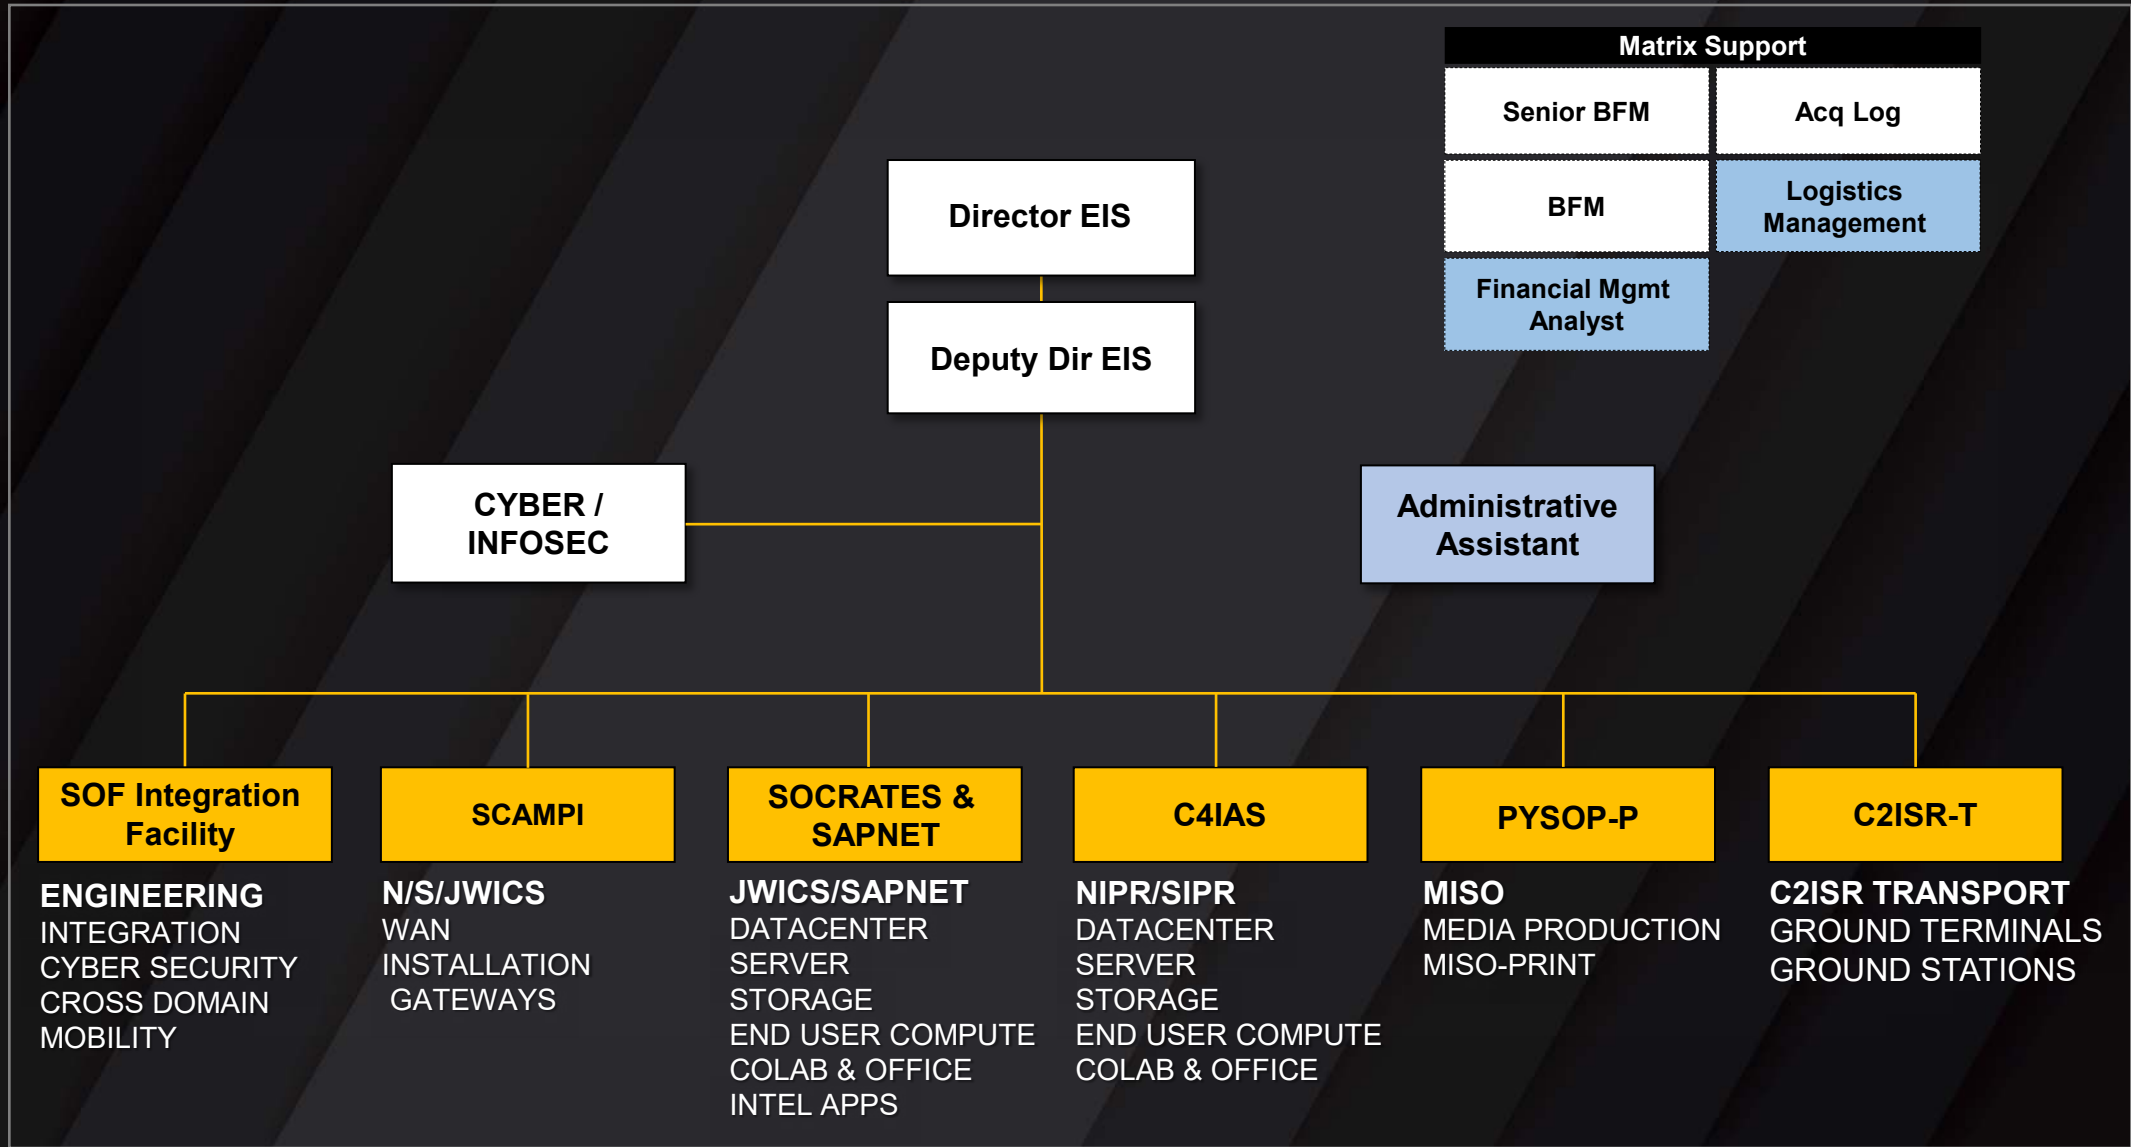 Matrix Support
Senior BFM
Acq Log
BFM
Logistics
Management
Financial Mgmt
Analyst
Director EIS
Deputy Dir EIS
CYBER /
INFOSEC
Administrative
Assistant
SOF Integration
Facility
ENGINEERING
INTEGRATION
CYBER SECURITY
CROSS DOMAIN
MOBILITY
SCAMPI
N/S/JWICS
WAN
INSTALLATION
GATEWAYS
SOCRATES &
SAPNET
JWICS/SAPNET
DATACENTER
SERVER
STORAGE
END USER COMPUTE
COLAB & OFFICE
INTEL APPS
C4IAS
NIPR/SIPR
DATACENTER
SERVER
STORAGE
END USER COMPUTE
COLAB & OFFICE
PYSOP-P
MISO
MEDIA PRODUCTION
MISO-PRINT
C2ISR-T
C2ISR TRANSPORT
GROUND TERMINALS
GROUND STATIONS